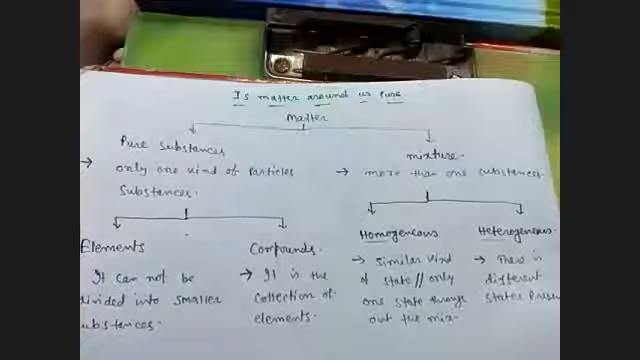 Is matter around us Pure
Matter
Pure substances
→ only one kind of Particles
Substances.
mixture.
→ more than one substances.
Elements
It can not be
divided into smaller
substances.
Compounds.
→ It is the
collection of
elements.
Homogeneous
→ Similar kind
of state // only
one state through
out the mix.
Heterogeneous.
→ There is
different
states Present